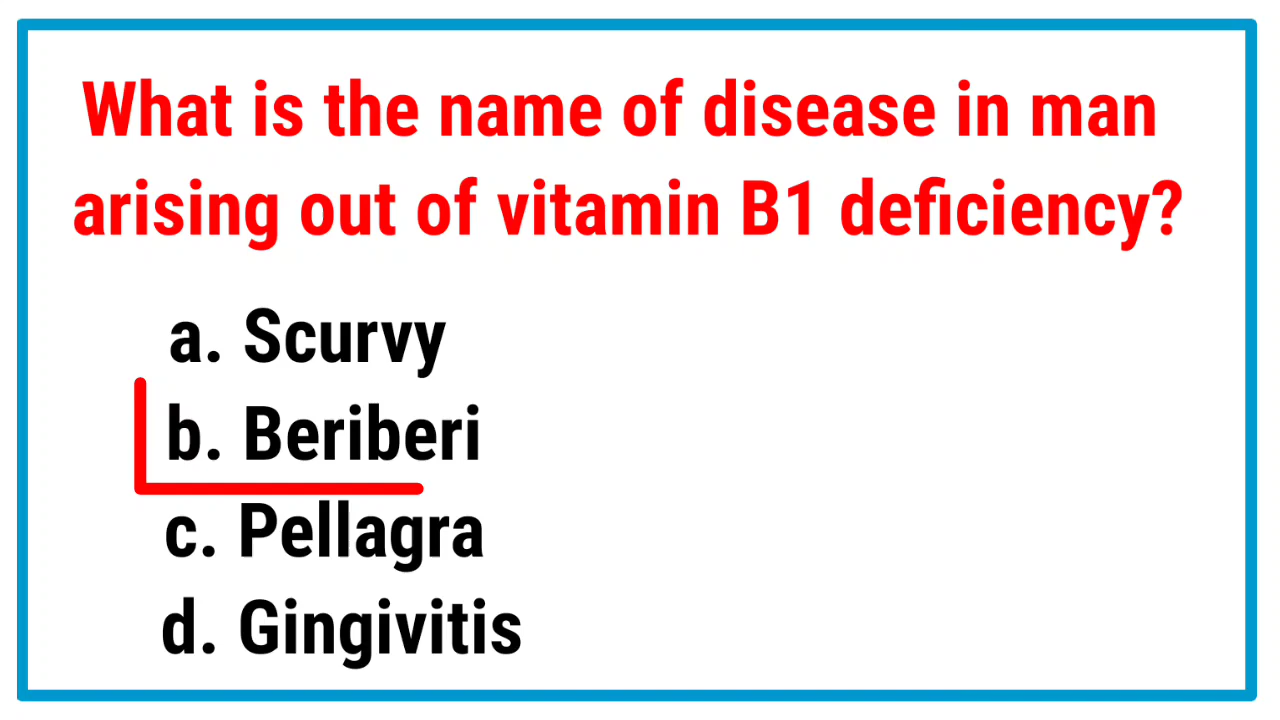 What is the name of disease in man
arising out of vitamin B1 deficiency?
a. Scurvy
b. Beriberi
c. Pellagra
d. Gingivitis